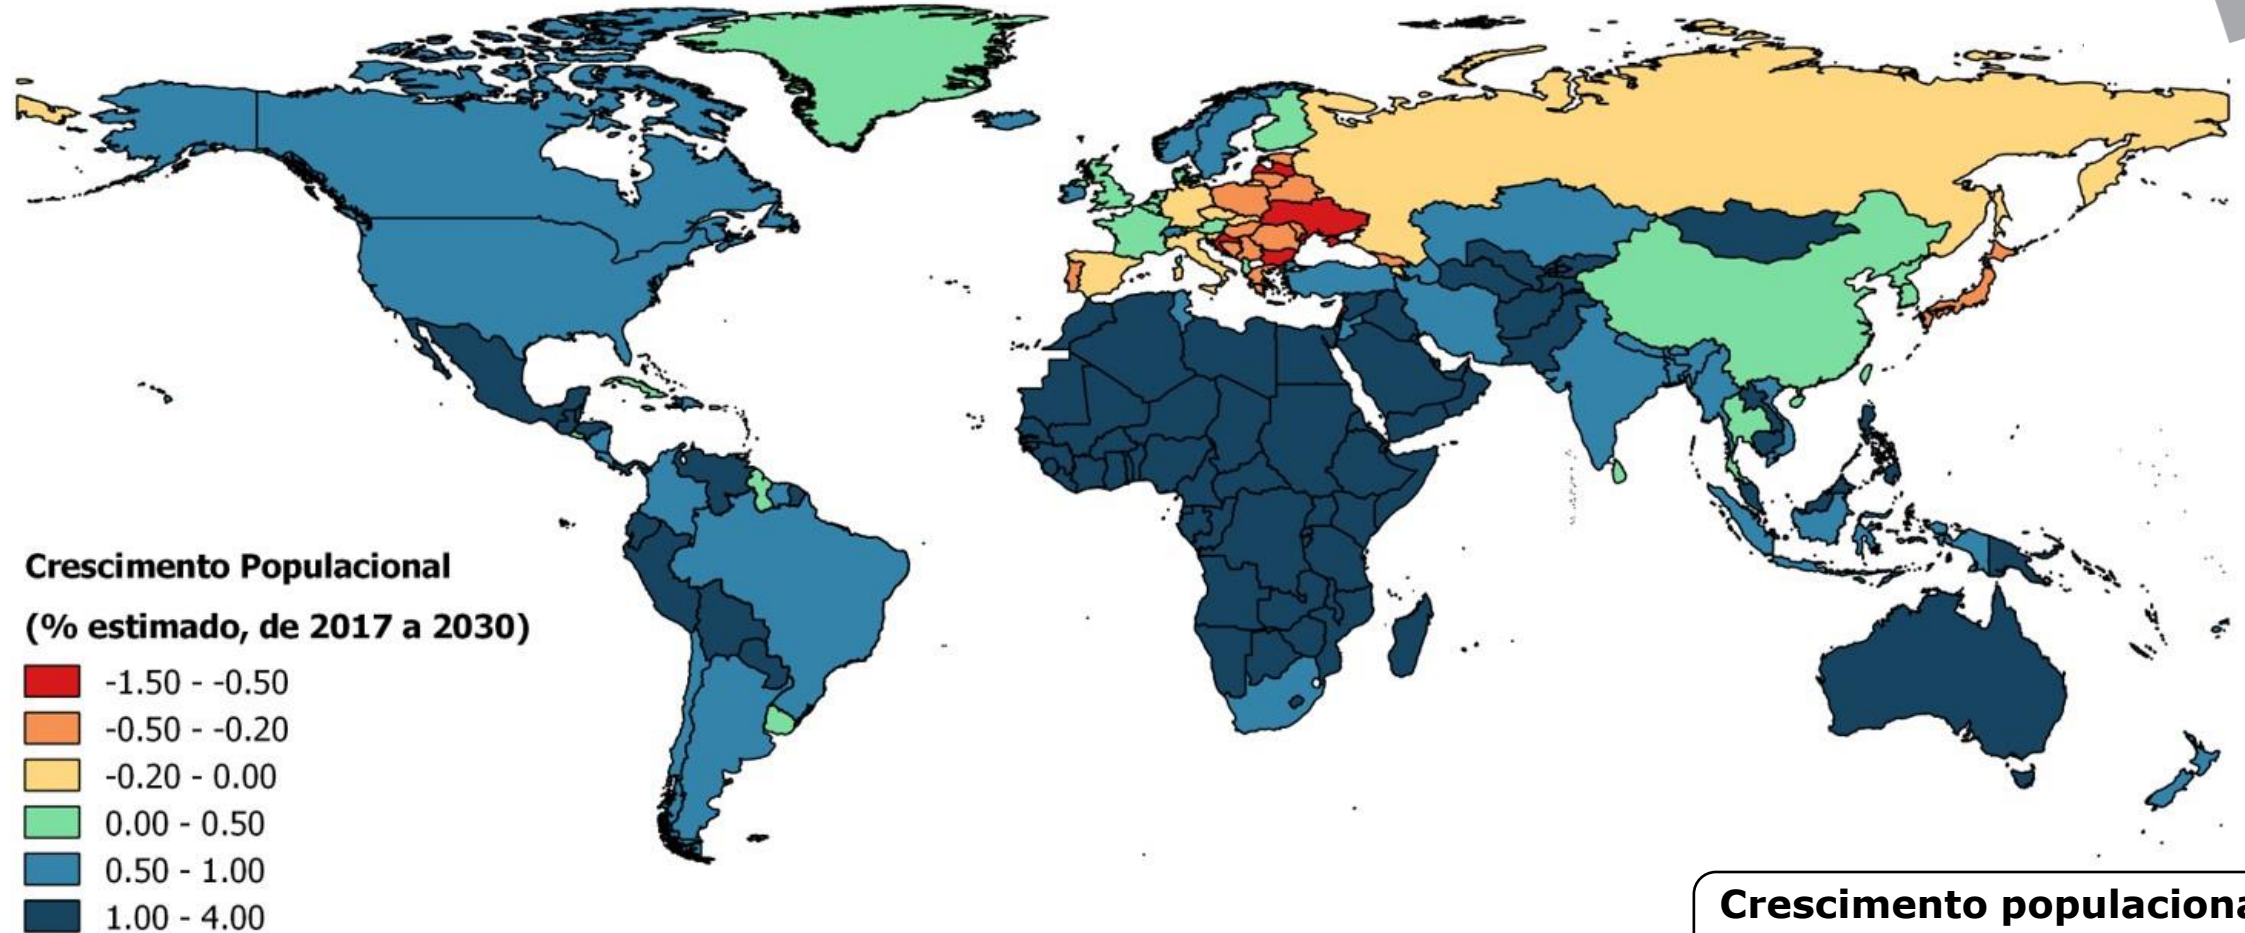 Crescimento Populacional
(% estimado, de 2017 a 2030)
-1.50 - -0.50
-0.50 - -0.20
-0.20 - 0.00
0.00 - 0.50
0.50 - 1.00
1.00 - 4.00
Crescimento populaciona